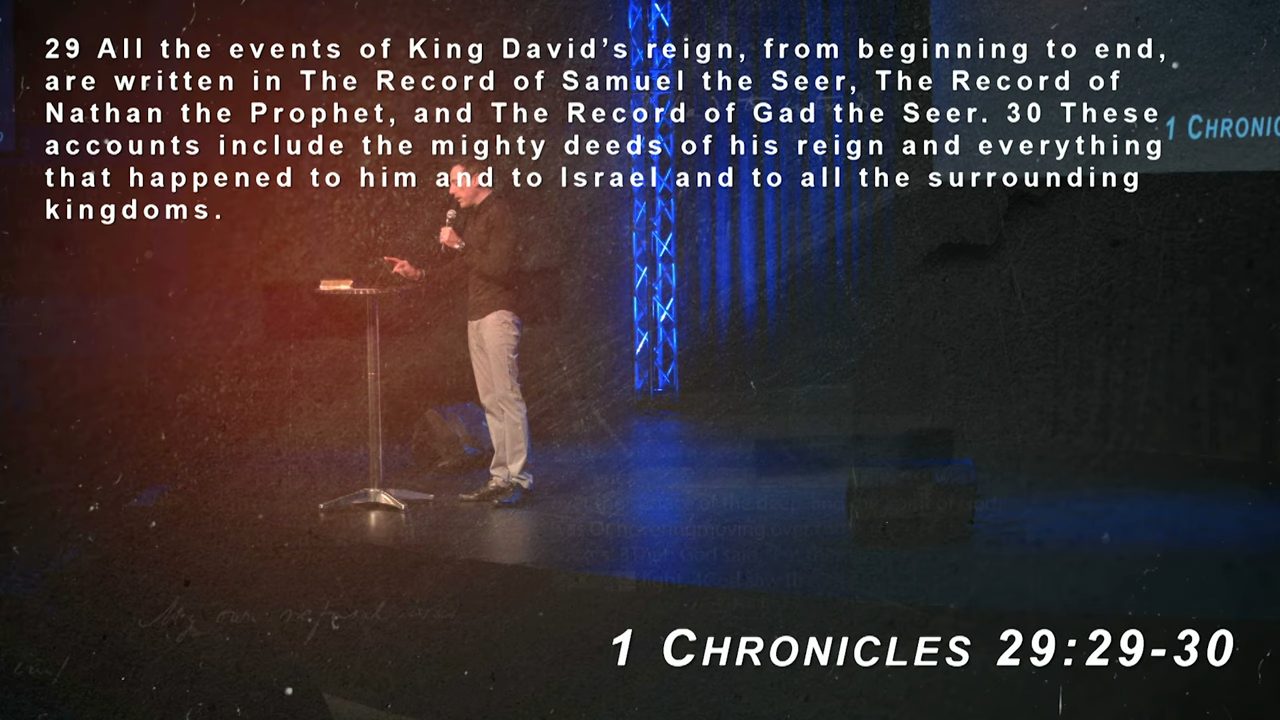 29 All the events of King David’s reign, from beginning to end,
are written in The Record of Samuel the Seer, The Record of
Nathan the Prophet, and The Record of Gad the Seer. 30 These
accounts include the mighty deeds of his reign and everything
that happened to him and to Israel and to all the surrounding
kingdoms.
1 CHRONIC
1 CHRONICLES 29:29-30